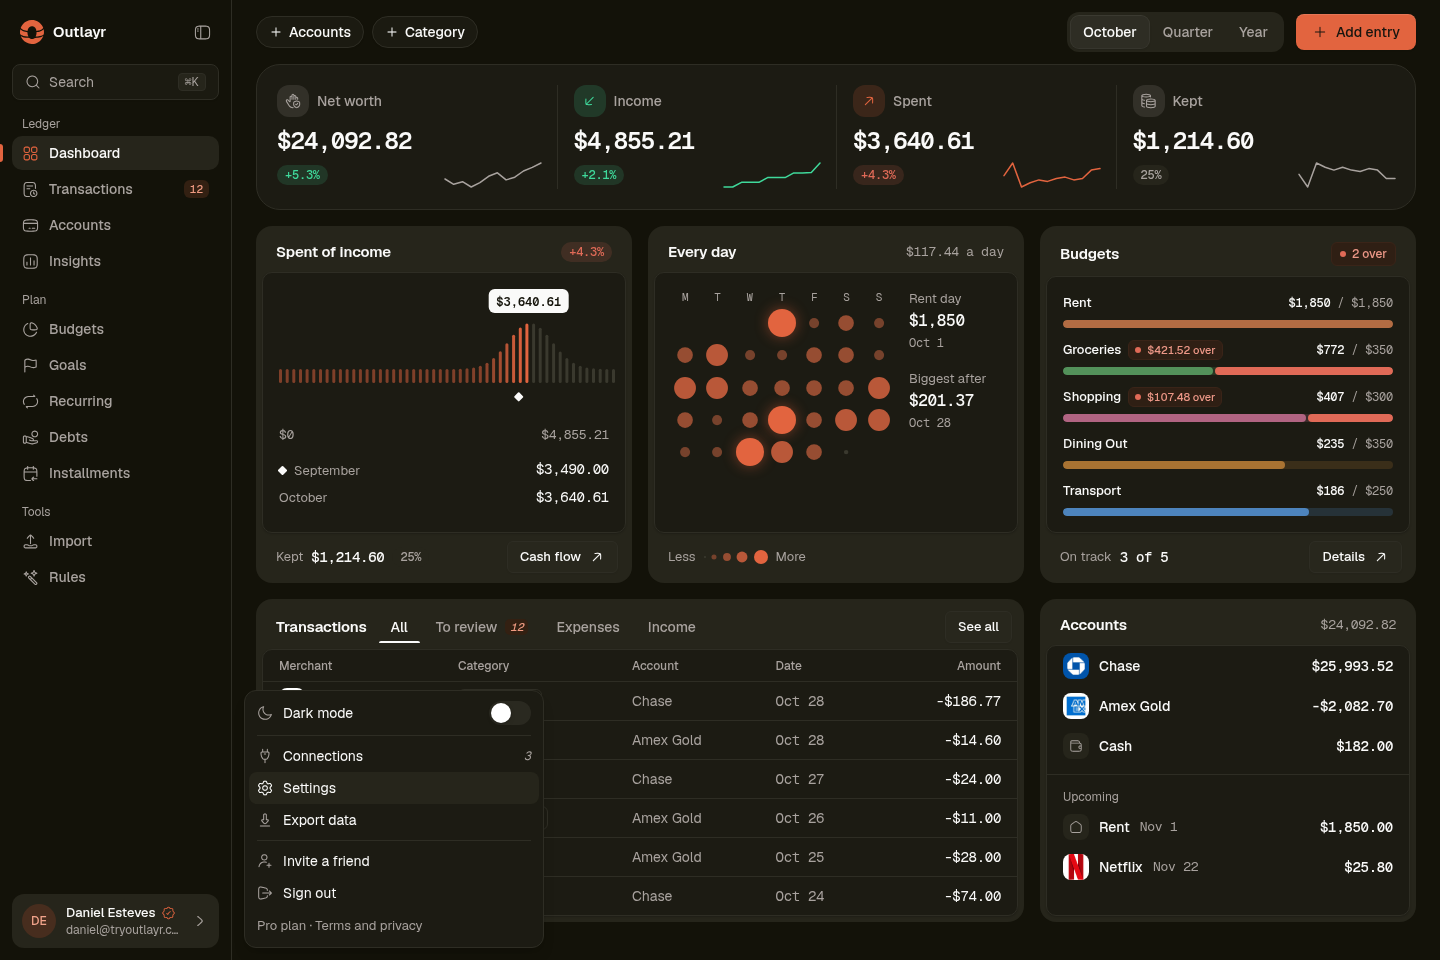 Outlayr
Search ⌘K
Ledger
Dashboard
Transactions 12
Accounts
Insights
Plan
Budgets
Goals
Recurring
Debts
Installments
Tools
Import
Rules
DE
Daniel Esteves
daniel@tryoutlayr.c...
+ Accounts
+ Category
October Quarter Year
+ Add entry
Net worth
$24,092.82
+5.3%
Income
$4,855.21
+2.1%
Spent
$3,640.61
+4.3%
Kept
$1,214.60
25%
Spent of Income +4.3%
$3,640.61
$0 $4,855.21
September $3,490.00
October $3,640.61
Kept $1,214.60 25% Cash flow
Every day $117.44 a day
M T W T F S S
Rent day
$1,850
Oct 1
Biggest after
$201.37
Oct 28
Less More
Budgets 2 over
Rent $1,850 / $1,850
Groceries $421.52 over $772 / $350
Shopping $107.48 over $407 / $300
Dining Out $235 / $350
Transport $186 / $250
On track 3 of 5 Details
Transactions All To review 12 Expenses Income See all
Merchant Category Account Date Amount
Chase Oct 28 -$186.77
Amex Gold Oct 28 -$14.60
Chase Oct 27 -$24.00
Amex Gold Oct 26 -$11.00
Amex Gold Oct 25 -$28.00
Chase Oct 24 -$74.00
Dark mode
Connections 3
Settings
Export data
Invite a friend
Sign out
Pro plan · Terms and privacy
Accounts $24,092.82
Chase $25,993.52
Amex Gold -$2,082.70
Cash $182.00
Upcoming
Rent Nov 1 $1,850.00
Netflix Nov 22 $25.80